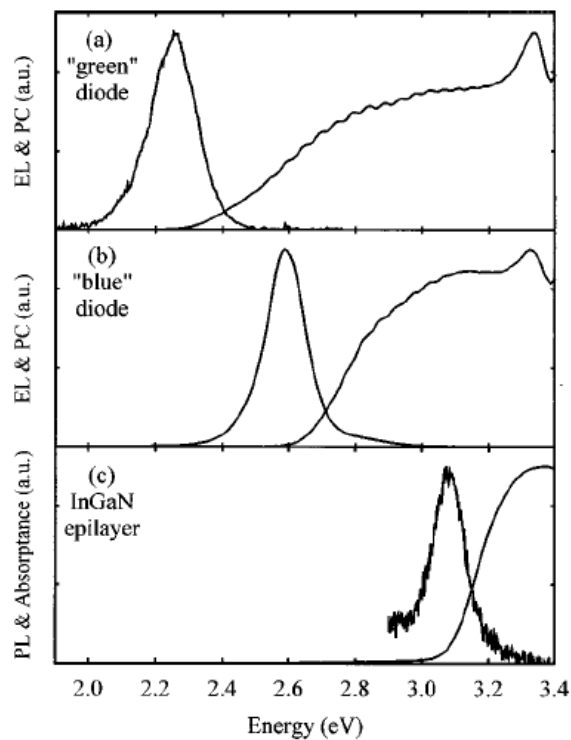 (a)
"green"
diode
EL & PC (a.u.)
(b)
"blue"
diode
EL & PC (a.u.)
(c)
InGaN
epilayer
PL & Absorptance (a.u.)
2.0 2.2 2.4 2.6 2.8 3.0 3.2 3.4
Energy (eV)